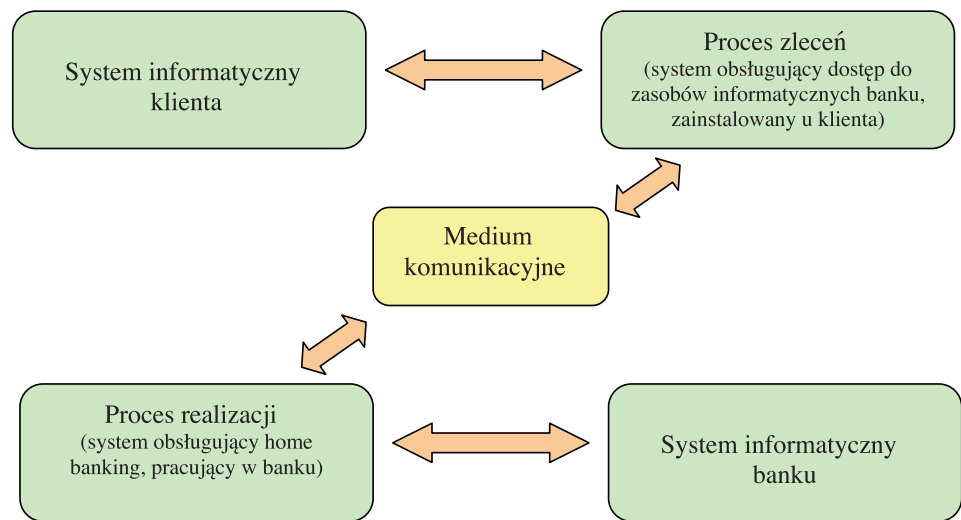 System informatyczny
klienta
Proces zleceń
(system obsługujący dostęp do
zasobów informatycznych banku,
zainstalowany u klienta)
Medium
komunikacyjne
Proces realizacji
(system obsługujący home
banking, pracujący w banku)
System informatyczny
banku